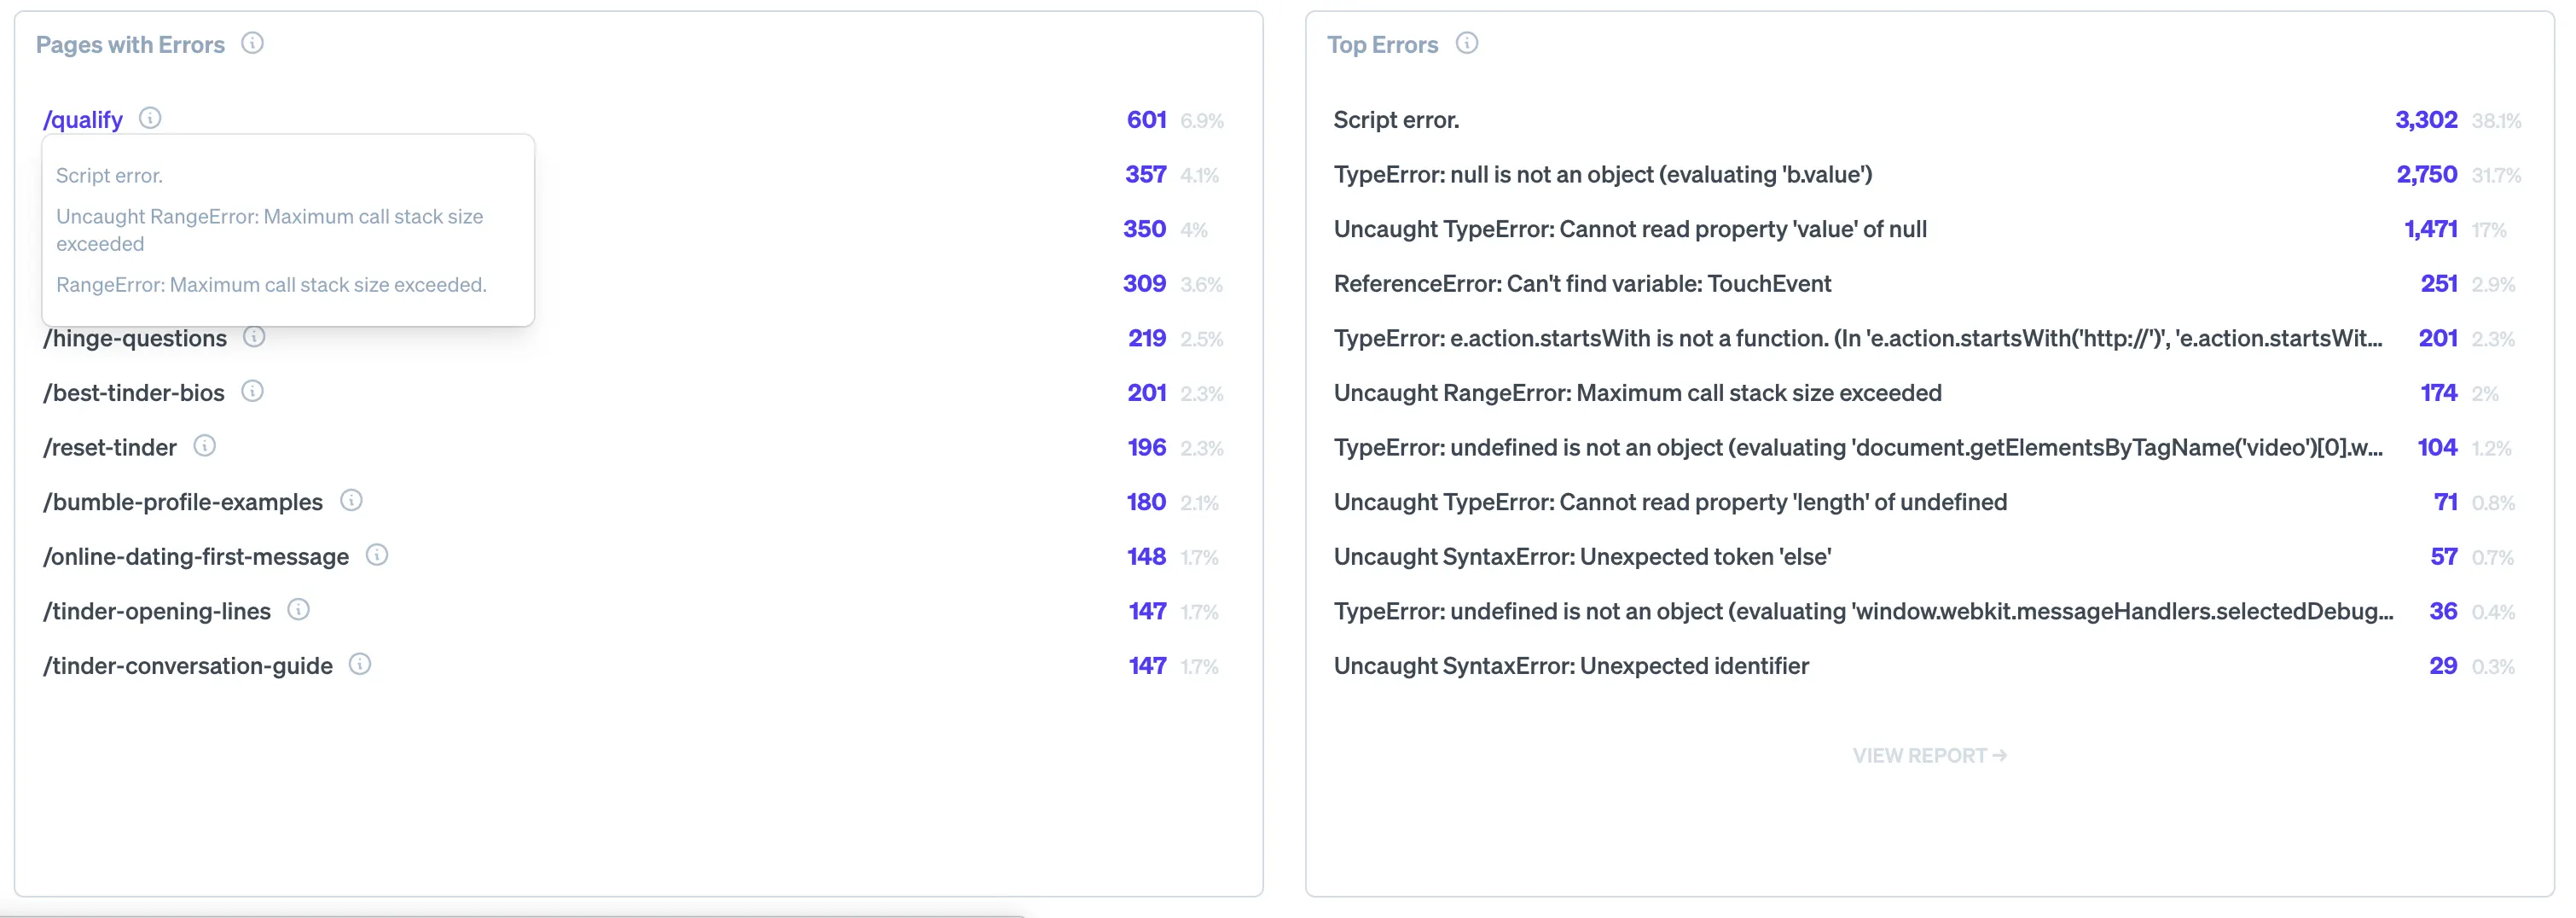 Pages with Errors
/qualify 601 6.9%
Script error.
Uncaught RangeError: Maximum call stack size
exceeded
RangeError: Maximum call stack size exceeded.
357 4.1%
350 4%
309 3.6%
/hinge-questions 219 2.5%
/best-tinder-bios 201 2.3%
/reset-tinder 196 2.3%
/bumble-profile-examples 180 2.1%
/online-dating-first-message 148 1.7%
/tinder-opening-lines 147 1.7%
/tinder-conversation-guide 147 1.7%
Top Errors
Script error. 3,302 38.1%
TypeError: null is not an object (evaluating 'b.value') 2,750 31.7%
Uncaught TypeError: Cannot read property 'value' of null 1,471 17%
ReferenceError: Can't find variable: TouchEvent 251 2.9%
TypeError: e.action.startsWith is not a function. (In 'e.action.startsWith('http://')', 'e.action.startsWit... 201 2.3%
Uncaught RangeError: Maximum call stack size exceeded 174 2%
TypeError: undefined is not an object (evaluating 'document.getElementsByTagName('video')[0].w... 104 1.2%
Uncaught TypeError: Cannot read property 'length' of undefined 71 0.8%
Uncaught SyntaxError: Unexpected token 'else' 57 0.7%
TypeError: undefined is not an object (evaluating 'window.webkit.messageHandlers.selectedDebug... 36 0.4%
Uncaught SyntaxError: Unexpected identifier 29 0.3%
VIEW REPORT →